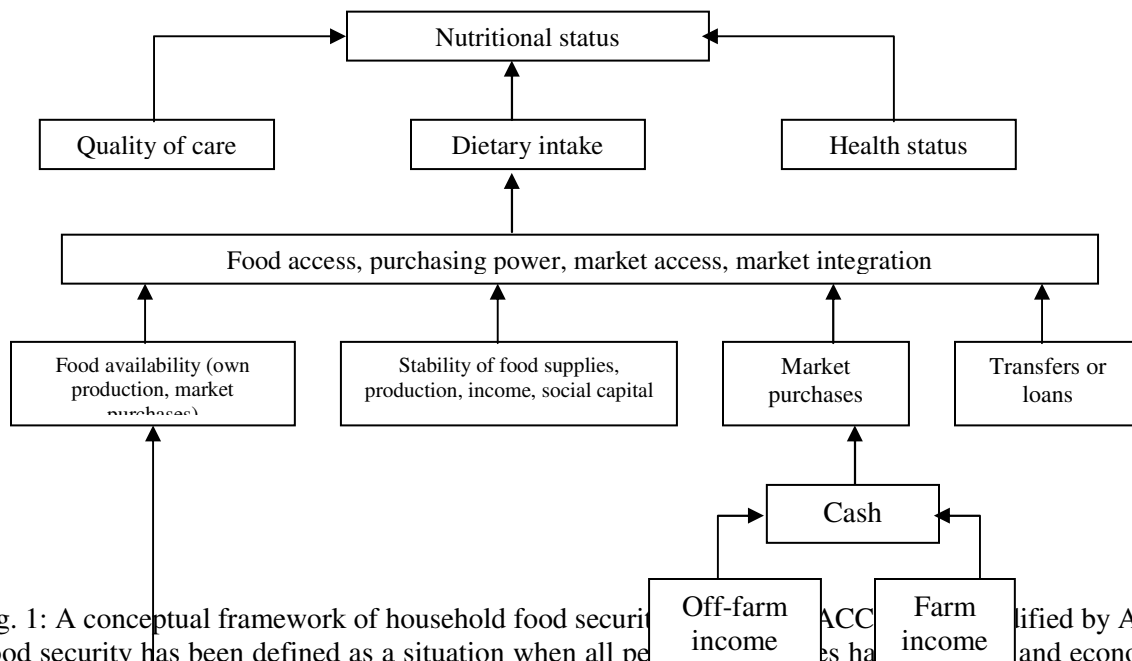 Nutritional status
Quality of care
Dietary intake
Health status
Food access, purchasing power, market access, market integration
Food availability (own
production, market
purchases)
Stability of food supplies,
production, income, social capital
Market
purchases
Transfers or
loans
Cash
Off-farm
income
Farm
income
g. 1: A conceptual framework of household food securit ACC lified by A
od security has been defined as a situation when all pe es ha and econo